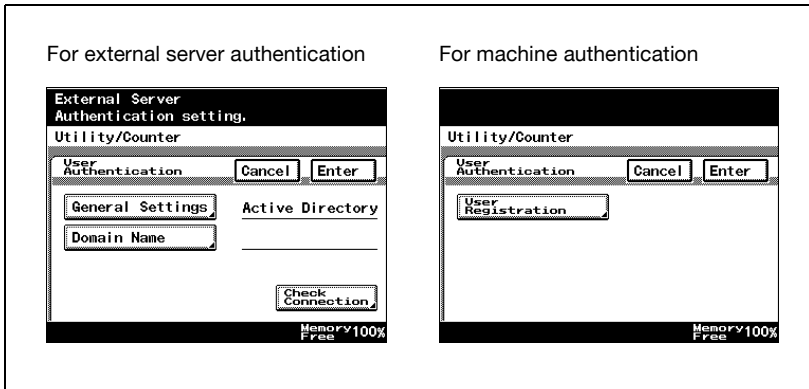 For external server authentication
External Server
Authentication setting.
Utility/Counter
User
Authentication
Cancel
Enter
General Settings
Active Directory
Domain Name
Check
Connection
Memory
Free
100%
For machine authentication
Utility/Counter
User
Authentication
Cancel
Enter
User
Registration
Memory
Free
100%